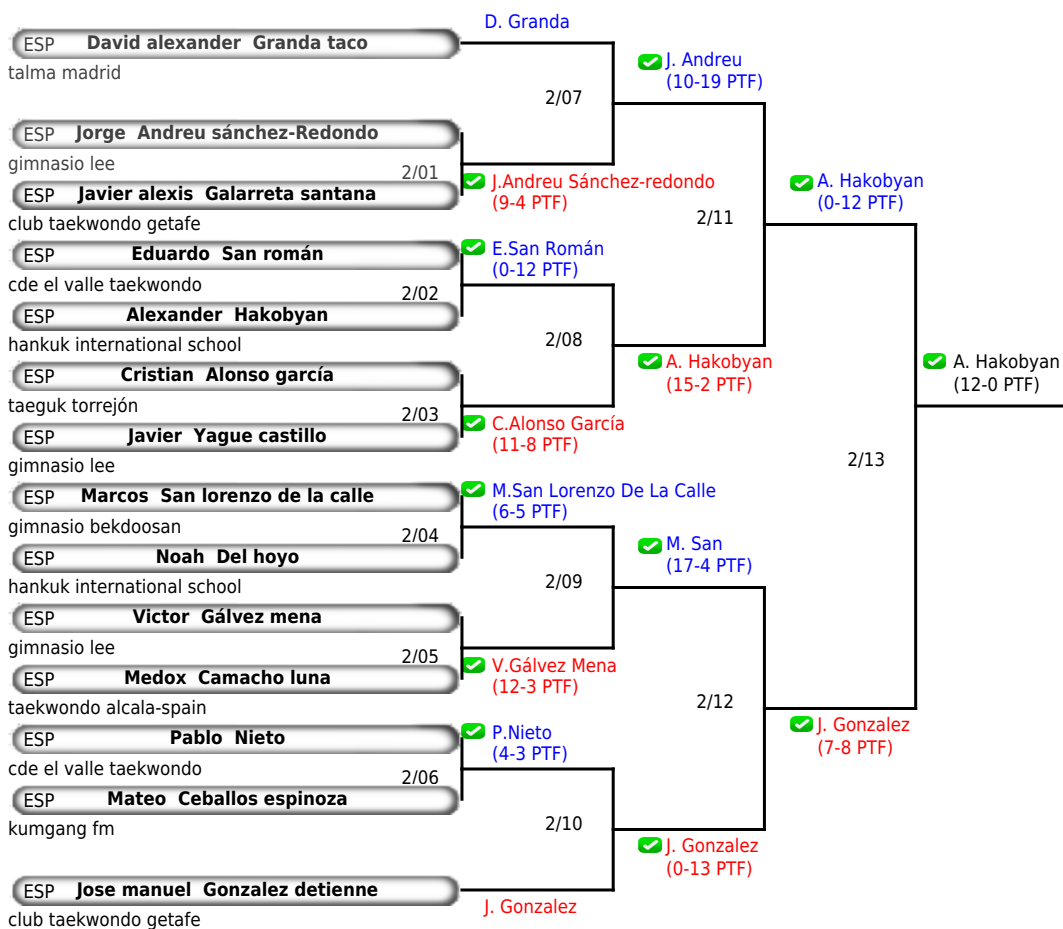 D. Granda
ESP David alexander Granda taco
talma madrid
J. Andreu
(10-19 PTF)
2/07
ESP Jorge Andreu sánchez-Redondo
gimnasio lee
2/01
J.Andreu Sánchez-redondo
(9-4 PTF)
ESP Javier alexis Galarreta santana
club taekwondo getafe
A. Hakobyan
(0-12 PTF)
2/11
ESP Eduardo San román
cde el valle taekwondo
E.San Román
(0-12 PTF)
2/02
ESP Alexander Hakobyan
hankuk international school
2/08
A. Hakobyan
(15-2 PTF)
A. Hakobyan
(12-0 PTF)
ESP Cristian Alonso garcía
taeguk torrejón
2/03
C.Alonso García
(11-8 PTF)
ESP Javier Yague castillo
gimnasio lee
2/13
ESP Marcos San lorenzo de la calle
gimnasio bekdoosan
M.San Lorenzo De La Calle
(6-5 PTF)
2/04
ESP Noah Del hoyo
hankuk international school
M. San
(17-4 PTF)
2/09
ESP Victor Gálvez mena
gimnasio lee
2/05
V.Gálvez Mena
(12-3 PTF)
ESP Medox Camacho luna
taekwondo alcala-spain
2/12
J. Gonzalez
(7-8 PTF)
ESP Pablo Nieto
cde el valle taekwondo
P.Nieto
(4-3 PTF)
2/06
ESP Mateo Ceballos espinoza
kumgang fm
2/10
J. Gonzalez
(0-13 PTF)
ESP Jose manuel Gonzalez detienne
club taekwondo getafe
J. Gonzalez